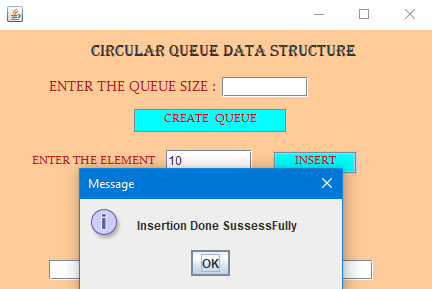 CIRCULAR QUEUE DATA STRUCTURE
ENTER THE QUEUE SIZE :
CREATE QUEUE
ENTER THE ELEMENT 10 INSERT
Message
Insertion Done SussessFully
OK